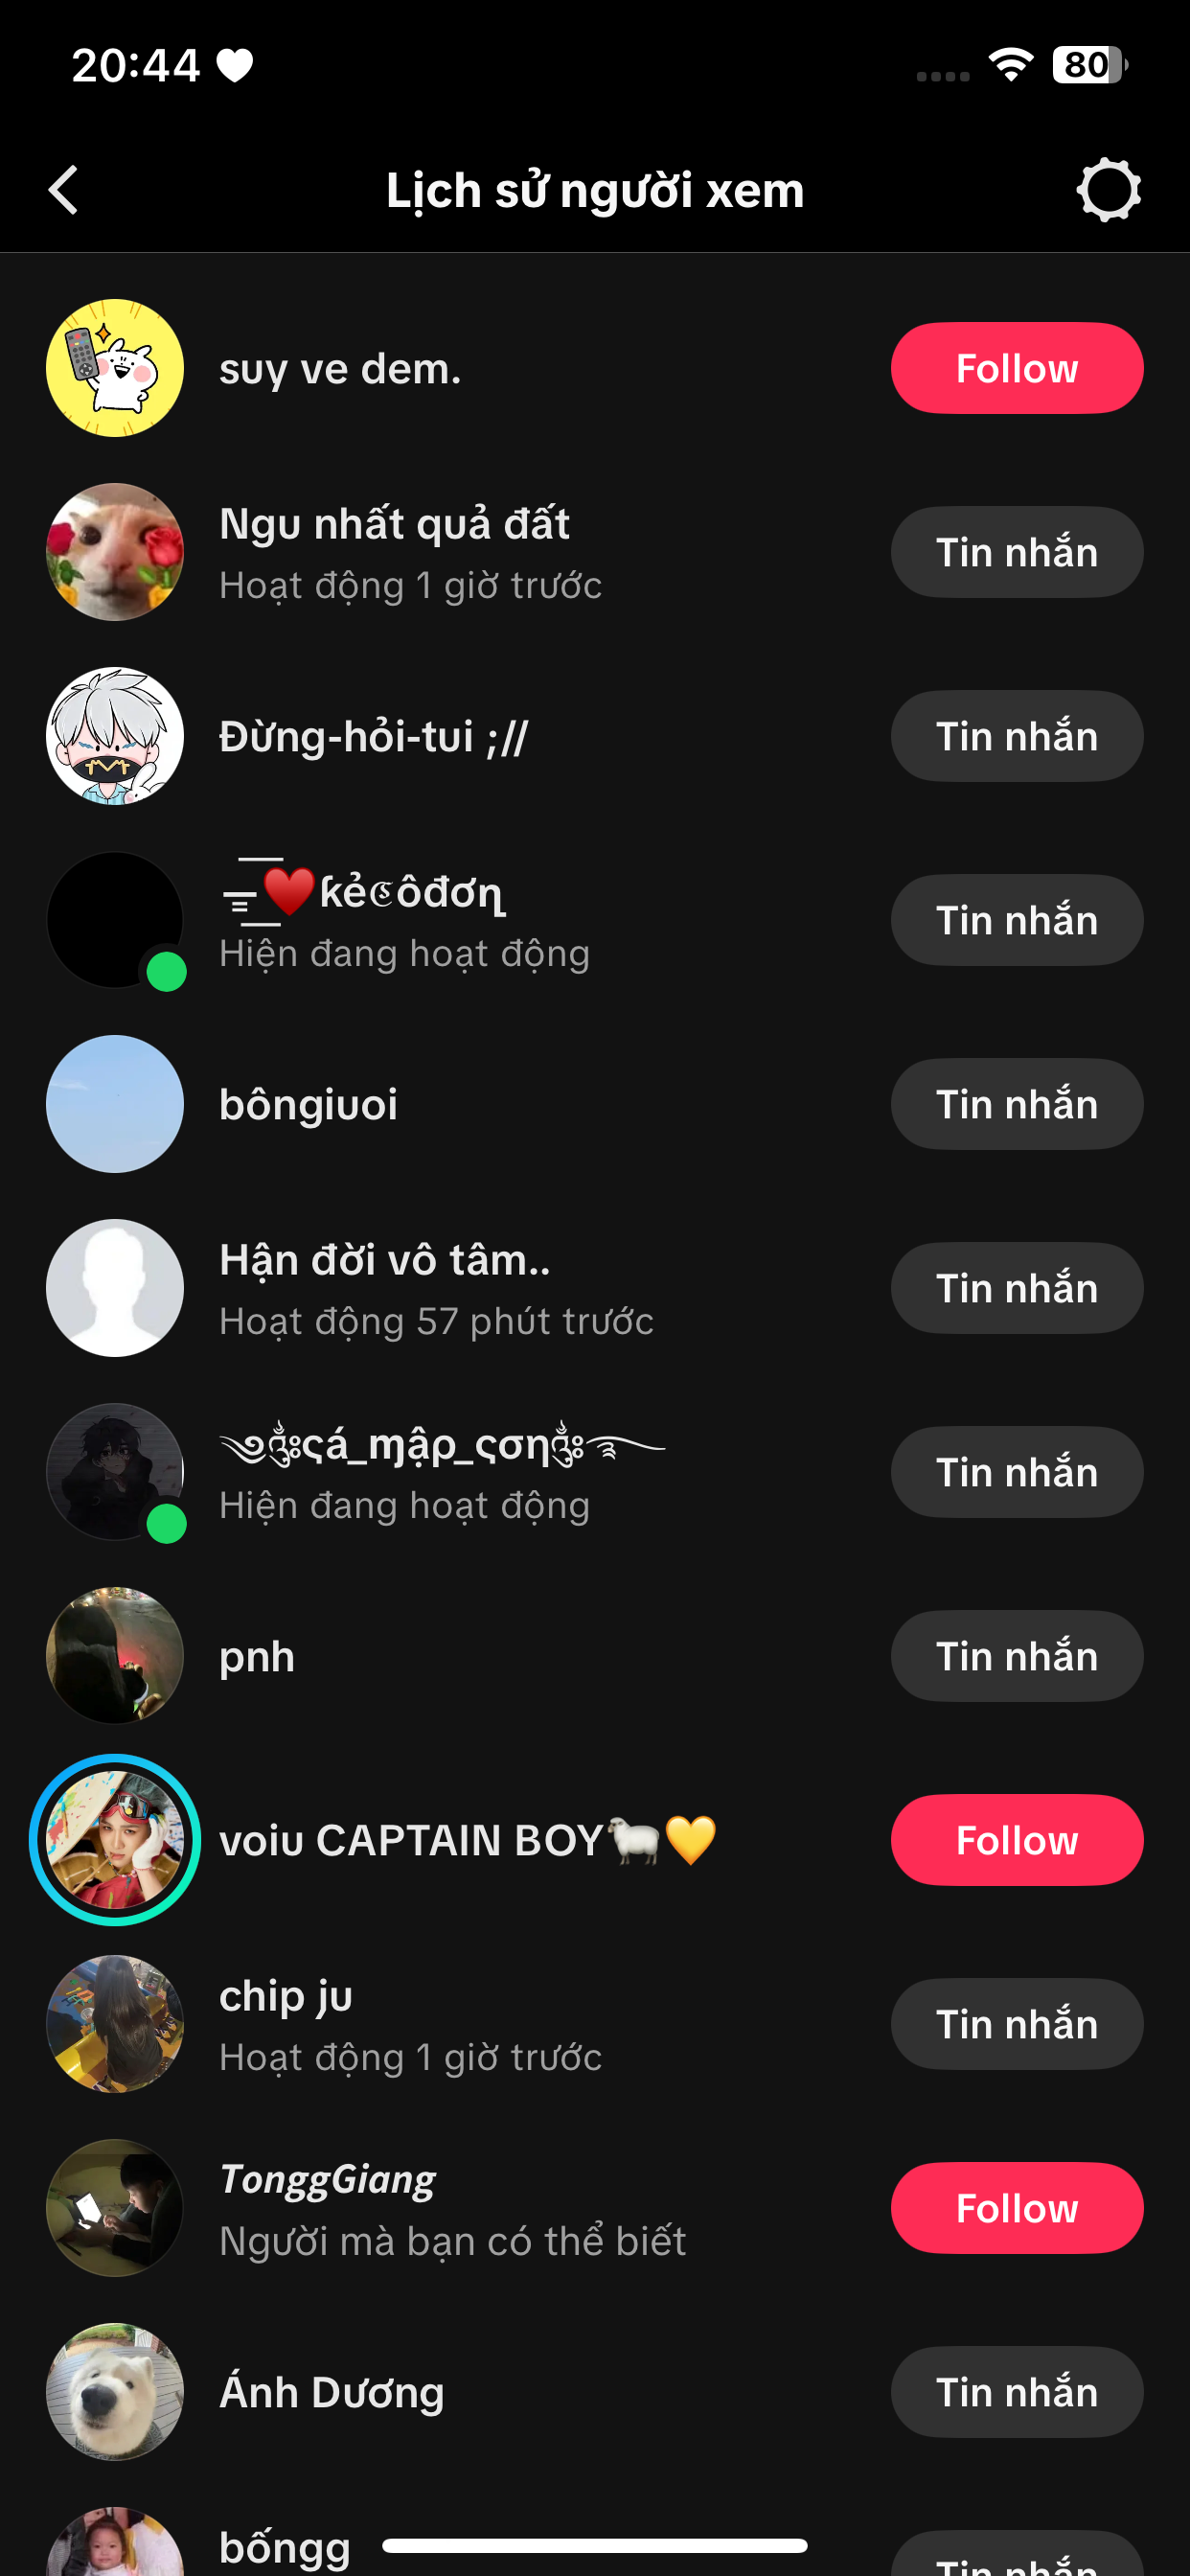 20:44
80
Lịch sử người xem
suy ve dem.
Follow
Ngu nhất quả đất
Hoạt động 1 giờ trước
Tin nhắn
Đừng-hỏi-tui ;//
Tin nhắn
❤️ƙẻℭôđơɳ
Hiện đang hoạt động
Tin nhắn
bôngiuoi
Tin nhắn
Hận đời vô tâm..
Hoạt động 57 phút trước
Tin nhắn
ςá_ɱậρ_ςση
Hiện đang hoạt động
Tin nhắn
pnh
Tin nhắn
voiu CAPTAIN BOY🐑💛
Follow
chip ju
Hoạt động 1 giờ trước
Tin nhắn
TonggGiang
Người mà bạn có thể biết
Follow
Ánh Dương
Tin nhắn
bốngg
Tin nhắn